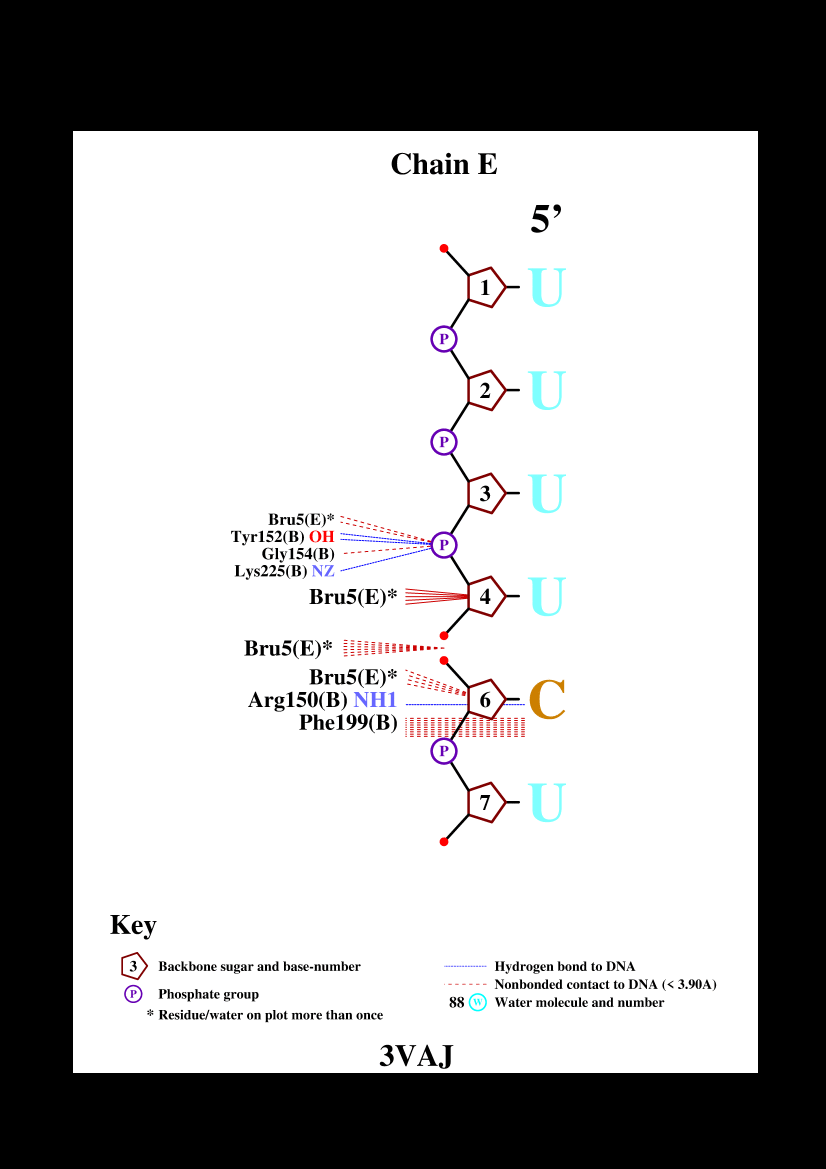 Chain E
5’
1 U
P
2 U
P
3 U
Bru5(E)*
Tyr152(B) OH
P
Gly154(B)
Lys225(B) NZ
Bru5(E)* 4 U
Bru5(E)*
Bru5(E)*
Arg150(B) NH1 6 C
Phe199(B)
P
7 U
Key
3 Backbone sugar and base-number
P Phosphate group
* Residue/water on plot more than once
Hydrogen bond to DNA
Nonbonded contact to DNA (< 3.90A)
88 W Water molecule and number
3VAJ